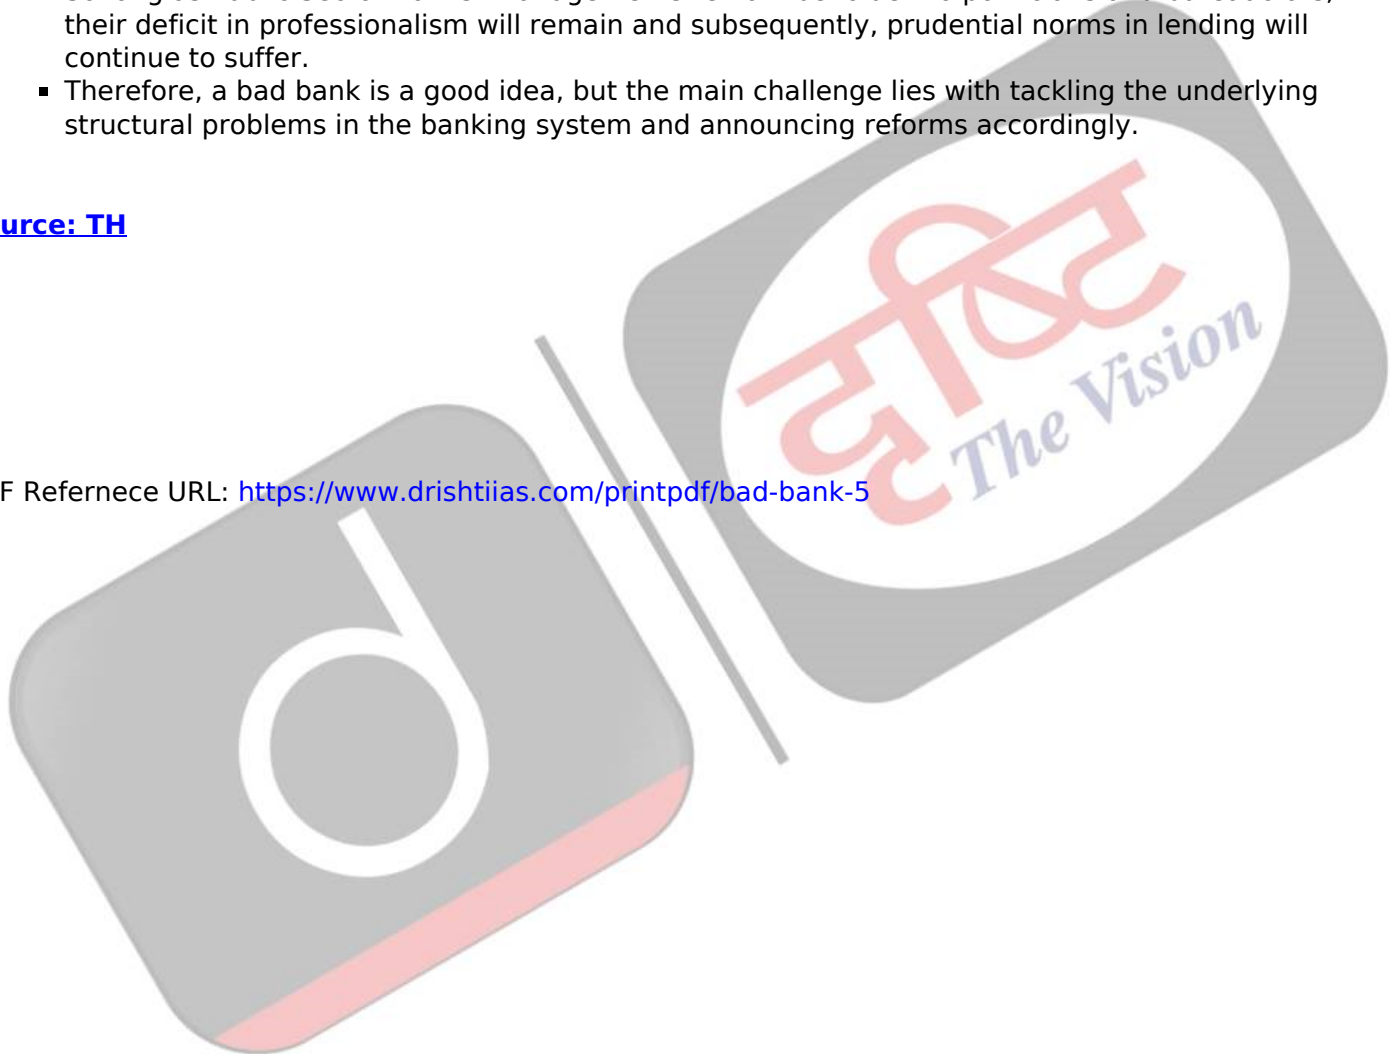 their deficit in professionalism will remain and subsequently, prudential norms in lending will
continue to suffer.
▪ Therefore, a bad bank is a good idea, but the main challenge lies with tackling the underlying
structural problems in the banking system and announcing reforms accordingly.
urce: TH
दृष्टि
The Vision
F Refernece URL: https://www.drishtiias.com/printpdf/bad-bank-5
d